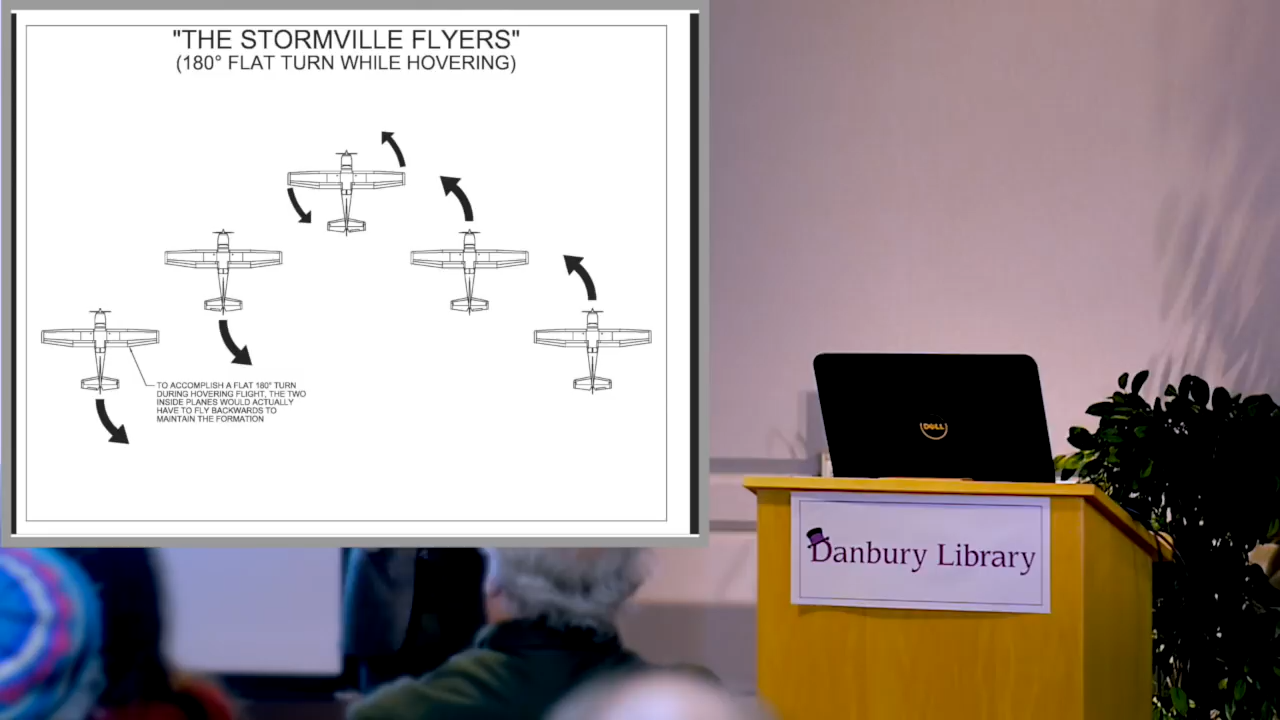 "THE STORMVILLE FLYERS"
(180° FLAT TURN WHILE HOVERING)
TO ACCOMPLISH A FLAT 180° TURN
DURING HOVERING FLIGHT, THE TWO
INSIDE PLANES WOULD ACTUALLY
HAVE TO FLY BACKWARDS TO
MAINTAIN THE FORMATION
DELL
Danbury Library